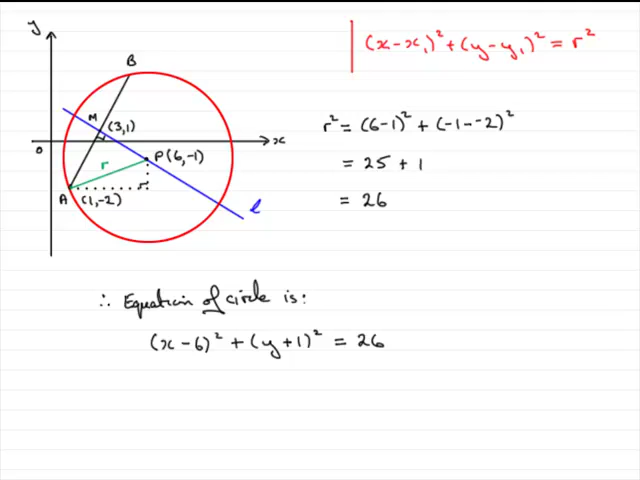 y
(x-x₁)² + (y-y₁)² = r²
B
M
(3,1)
r² = (6-1)² + (-1--2)²
O
x
P(6,-1)
r
= 25 + 1
A
(1,-2)
= 26
l
∴ Equation of circle is:
(x-6)² + (y+1)² = 26